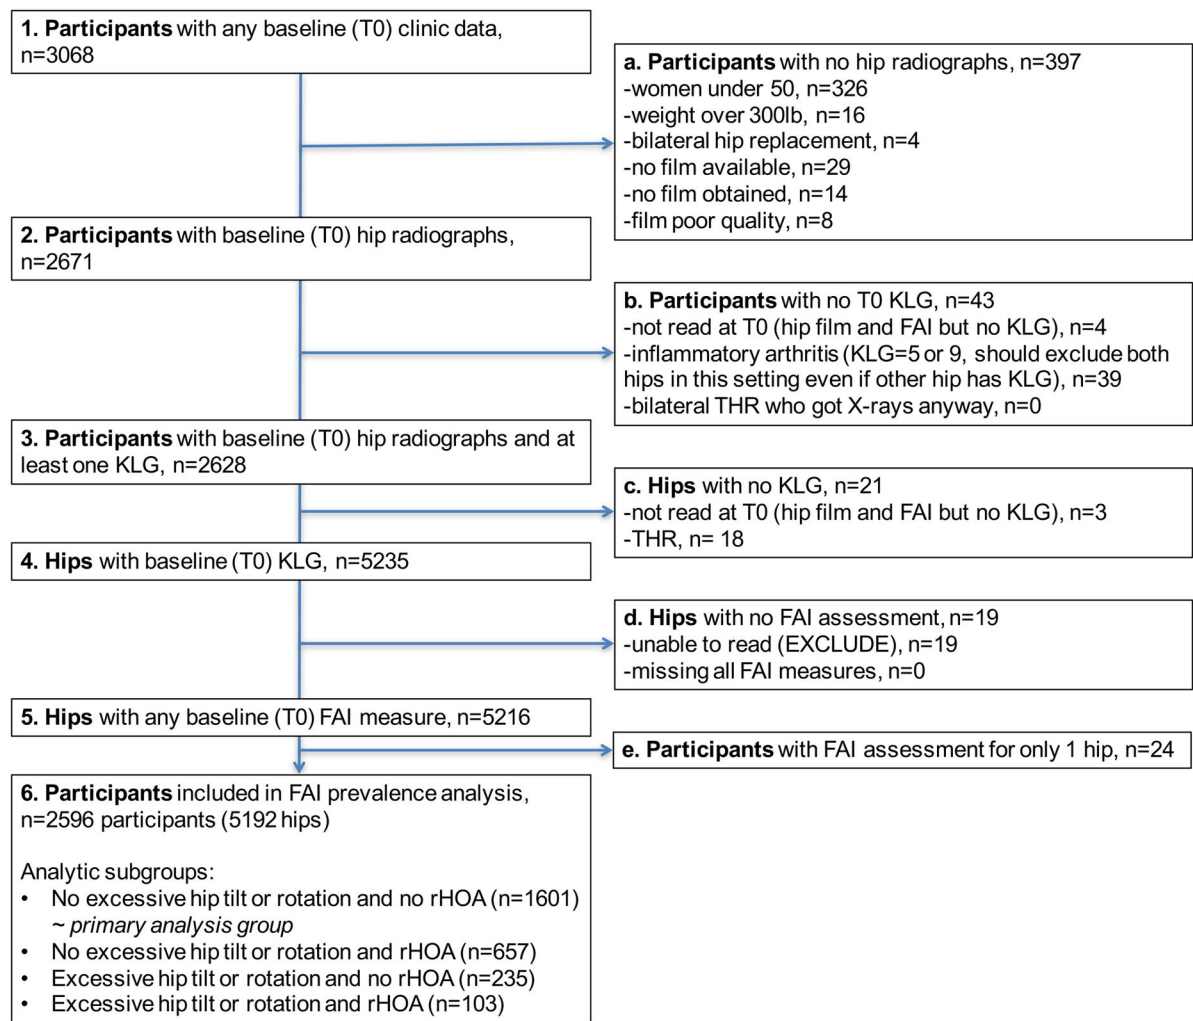 1. Participants with any baseline (T0) clinic data,
n=3068
a. Participants with no hip radiographs, n=397
-women under 50, n=326
-weight over 300lb, n=16
-bilateral hip replacement, n=4
-no film available, n=29
-no film obtained, n=14
-film poor quality, n=8
2. Participants with baseline (T0) hip radiographs,
n=2671
b. Participants with no T0 KLG, n=43
-not read at T0 (hip film and FAI but no KLG), n=4
-inflammatory arthritis (KLG=5 or 9, should exclude both
hips in this setting even if other hip has KLG), n=39
-bilateral THR who got X-rays anyway, n=0
3. Participants with baseline (T0) hip radiographs and at
least one KLG, n=2628
c. Hips with no KLG, n=21
-not read at T0 (hip film and FAI but no KLG), n=3
-THR, n= 18
4. Hips with baseline (T0) KLG, n=5235
d. Hips with no FAI assessment, n=19
-unable to read (EXCLUDE), n=19
-missing all FAI measures, n=0
5. Hips with any baseline (T0) FAI measure, n=5216
e. Participants with FAI assessment for only 1 hip, n=24
6. Participants included in FAI prevalence analysis,
n=2596 participants (5192 hips)
Analytic subgroups:
• No excessive hip tilt or rotation and no rHOA (n=1601)
~ primary analysis group
• No excessive hip tilt or rotation and rHOA (n=657)
• Excessive hip tilt or rotation and no rHOA (n=235)
• Excessive hip tilt or rotation and rHOA (n=103)